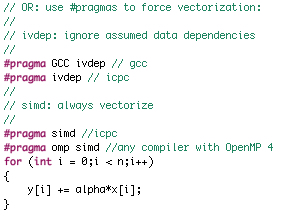 // OR: use #pragmas to force vectorization:
//
// ivdep: ignore assumed data dependencies
//
#pragma GCC ivdep // gcc
#pragma ivdep // icpc
//
// simd: always vectorize
//
#pragma simd //icpc
#pragma omp simd //any compiler with OpenMP 4
for (int i = 0;i < n;i++)
{
    y[i] += alpha*x[i];
}